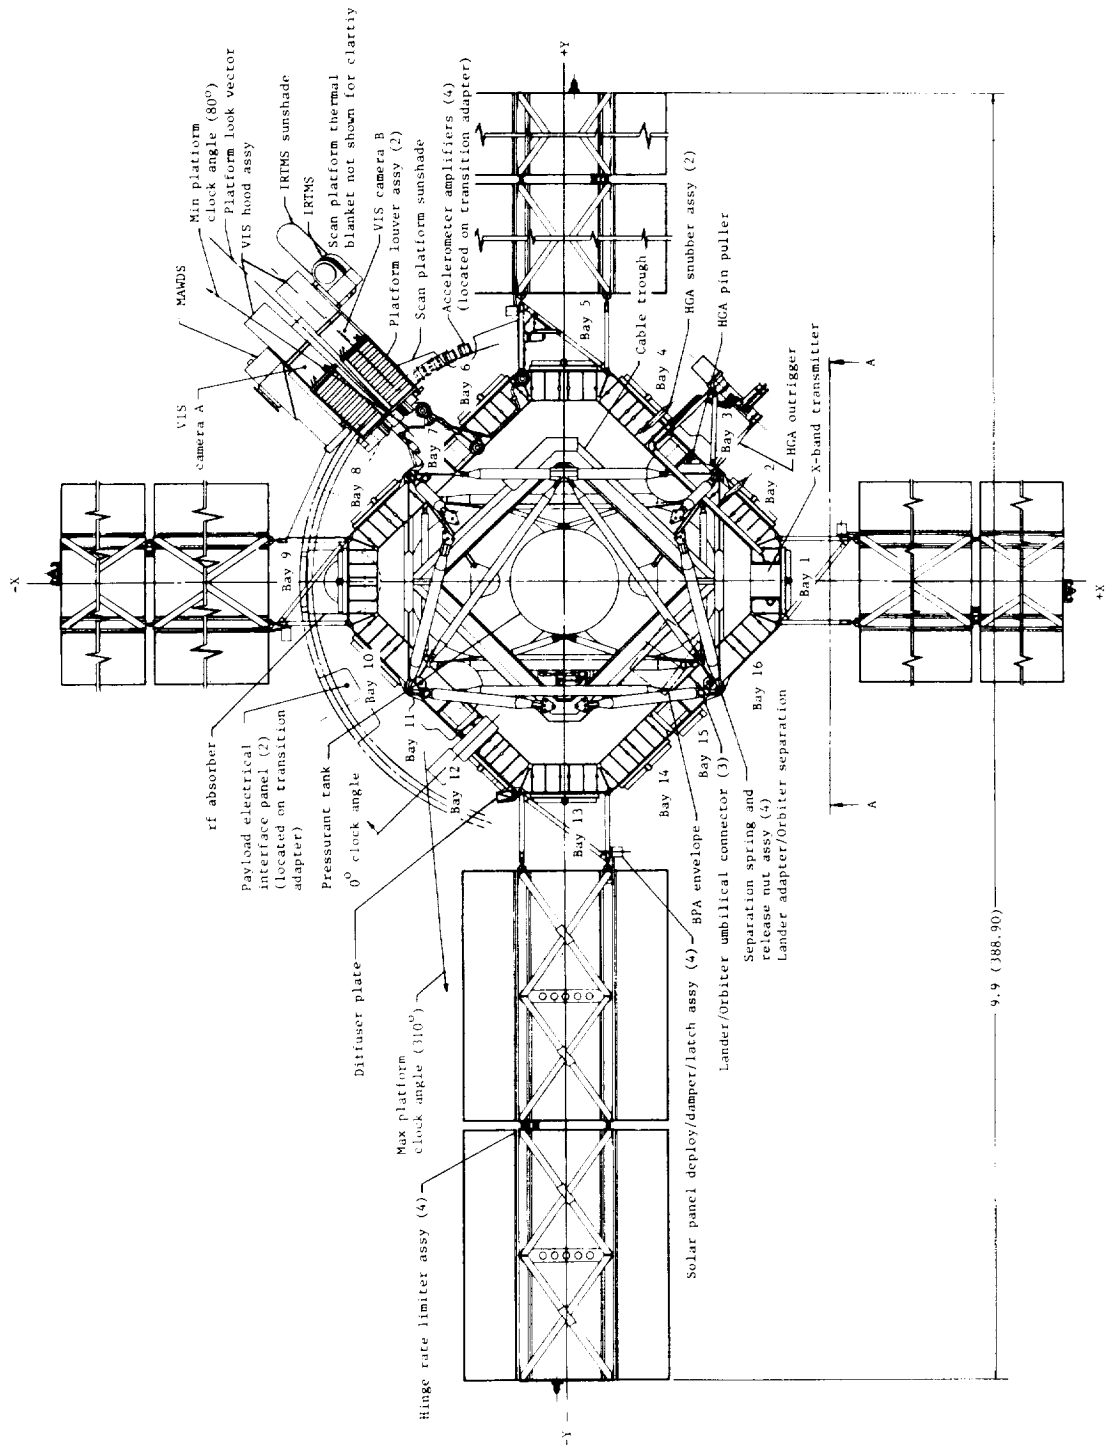 -X
MAWDS
VIS
camera A
Min platiorm
clock angle (80°)
Platform look vector
VIS hood assy
IRTMS sunshade
IRTMS
Scan platform thermal
blanket not shown for clartiy
VIS camera B
Platform louver assy (2)
Scan platform sunshade
Accelerometer amplifiers (4)
(located on transition adapter)
+Y
rf absorber
Payload electrical
interface panel (2)
(located on transition
adapter)
Pressurant tank
0° clock angle
Diffuser plate
Max platform
clock angle (310°)
Hinge rate limiter assy (4)
Bay 9
Bay 8
Bay 7
Bay 6
Bay 5
Bay 10
Bay 11
Bay 12
Bay 13
Bay 14
Bay 15
Bay 16
Bay 1
Bay 2
Bay 3
Bay 4
Cable trough
HGA snubber assy (2)
HGA pin puller
HGA outrigger
X-band transmitter
A
A
Solar panel deploy/damper/latch assy (4)
BPA envelope
Lander/Orbiter umbilical connector (3)
Separation spring and
release nut assy (4)
Lander adapter/Orbiter separation
-Y
+X
9.9 (388.90)